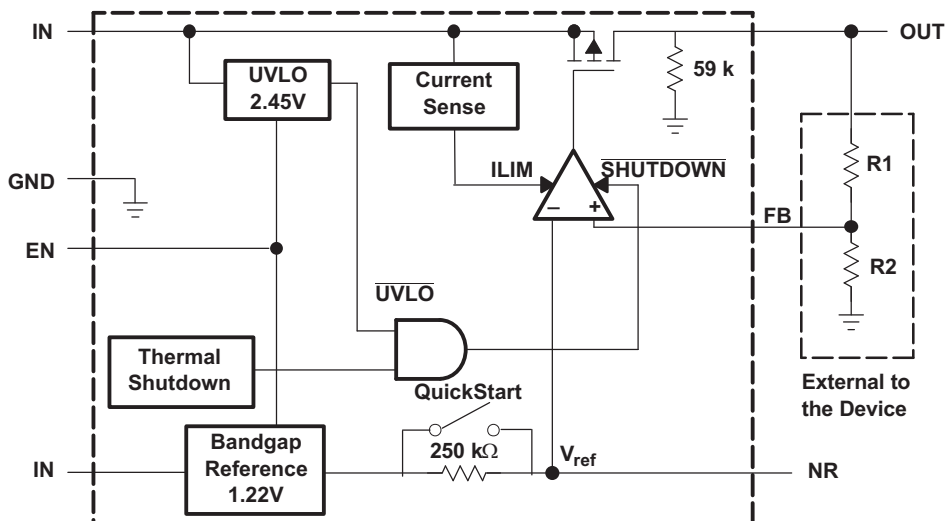 IN
OUT
UVLO
2.45V
Current
Sense
59 k
GND
ILIM
SHUTDOWN
R1
– +
FB
EN
R2
UVLO
Thermal
Shutdown
QuickStart
External to
the Device
Bandgap
Reference
1.22V
250 kΩ
Vref
IN
NR